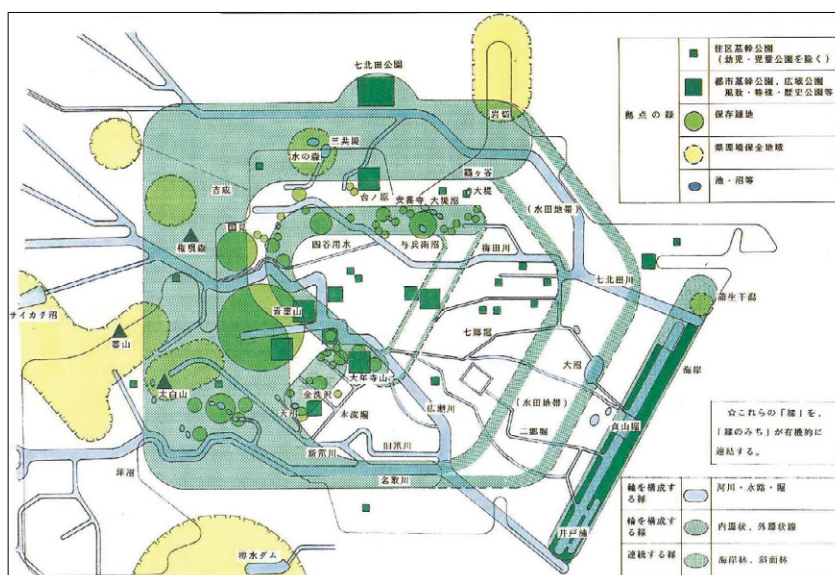 七北田公園
岩切
三共堤
水の森
鶴ヶ谷
台ノ原
安養寺
大堤沼
大堤
吉成
国見
(水田地帯)
権現森
四谷用水
与兵衛沼
梅田川
七北田川
蒲生干潟
サイカチ沼
青葉山
蕃山
七郷堀
海岸
大沼
太白山
大年寺山
金洗沢
広瀬川
(水田地帯)
貞山堀
木流堀
二郷堀
旧笊川
新笊川
坪沼
名取川
井戸浦
樽水ダム
拠点の緑
住区基幹公園
(幼児・児童公園を除く)
都市基幹公園, 広域公園
風致・特殊・歴史公園等
保存緑地
県環境保全地域
池・沼等
☆これらの「緑」を、
「緑のみち」が有機的に
連結する。
軸を構成する緑
河川・水路・堀
輪を構成する緑
内環状、外環状線
連続する緑
海岸林、斜面林